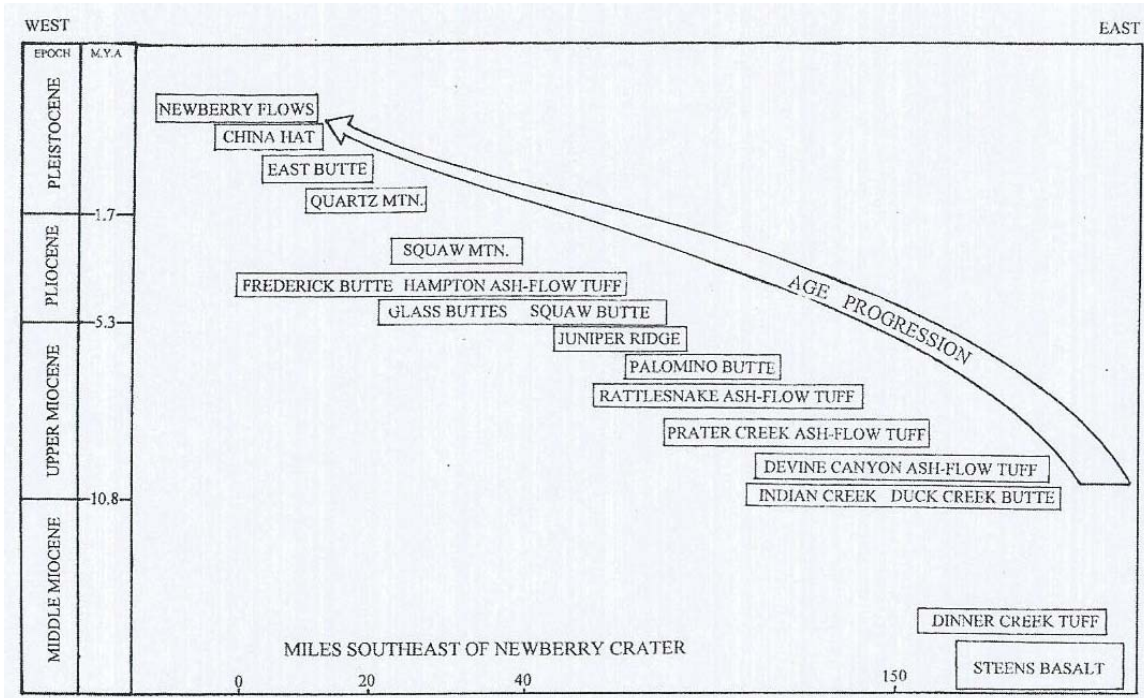 WEST
EAST
EPOCH M.Y.A
PLEISTOCENE
1.7
PLIOCENE
5.3
UPPER MIOCENE
10.8
MIDDLE MIOCENE
NEWBERRY FLOWS
CHINA HAT
EAST BUTTE
QUARTZ MTN.
SQUAW MTN.
FREDERICK BUTTE HAMPTON ASH-FLOW TUFF
GLASS BUTTES SQUAW BUTTE
JUNIPER RIDGE
PALOMINO BUTTE
RATTLESNAKE ASH-FLOW TUFF
PRATER CREEK ASH-FLOW TUFF
DEVINE CANYON ASH-FLOW TUFF
INDIAN CREEK DUCK CREEK BUTTE
AGE PROGRESSION
DINNER CREEK TUFF
STEENS BASALT
MILES SOUTHEAST OF NEWBERRY CRATER
0 20 40 150